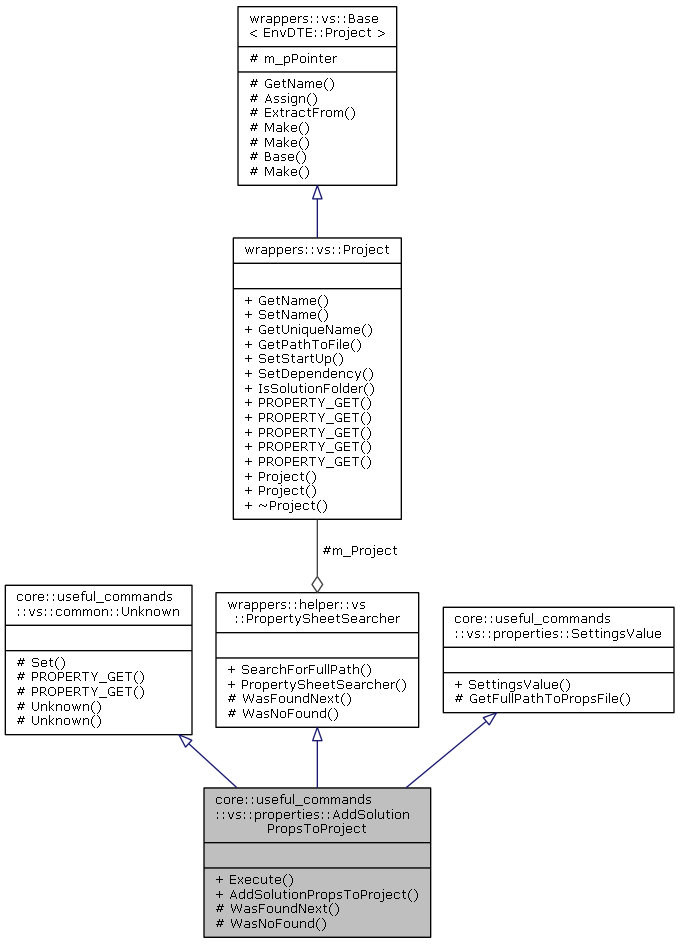 wrappers::vs::Base
< EnvDTE::Project >
# m_pPointer
# GetName()
# Assign()
# ExtractFrom()
# Make()
# Make()
# Base()
# Make()
wrappers::vs::Project
+ GetName()
+ SetName()
+ GetUniqueName()
+ GetPathToFile()
+ SetStartUp()
+ SetDependency()
+ IsSolutionFolder()
+ PROPERTY_GET()
+ PROPERTY_GET()
+ PROPERTY_GET()
+ PROPERTY_GET()
+ PROPERTY_GET()
+ Project()
+ Project()
+ ~Project()
#m_Project
core::useful_commands
::vs::common::Unknown
# Set()
# PROPERTY_GET()
# PROPERTY_GET()
# Unknown()
# Unknown()
wrappers::helper::vs
::PropertySheetSearcher
+ SearchForFullPath()
+ PropertySheetSearcher()
# WasFoundNext()
# WasNoFound()
core::useful_commands
::vs::properties::SettingsValue
+ SettingsValue()
# GetFullPathToPropsFile()
core::useful_commands
::vs::properties::AddSolution
PropsToProject
+ Execute()
+ AddSolutionPropsToProject()
# WasFoundNext()
# WasNoFound()